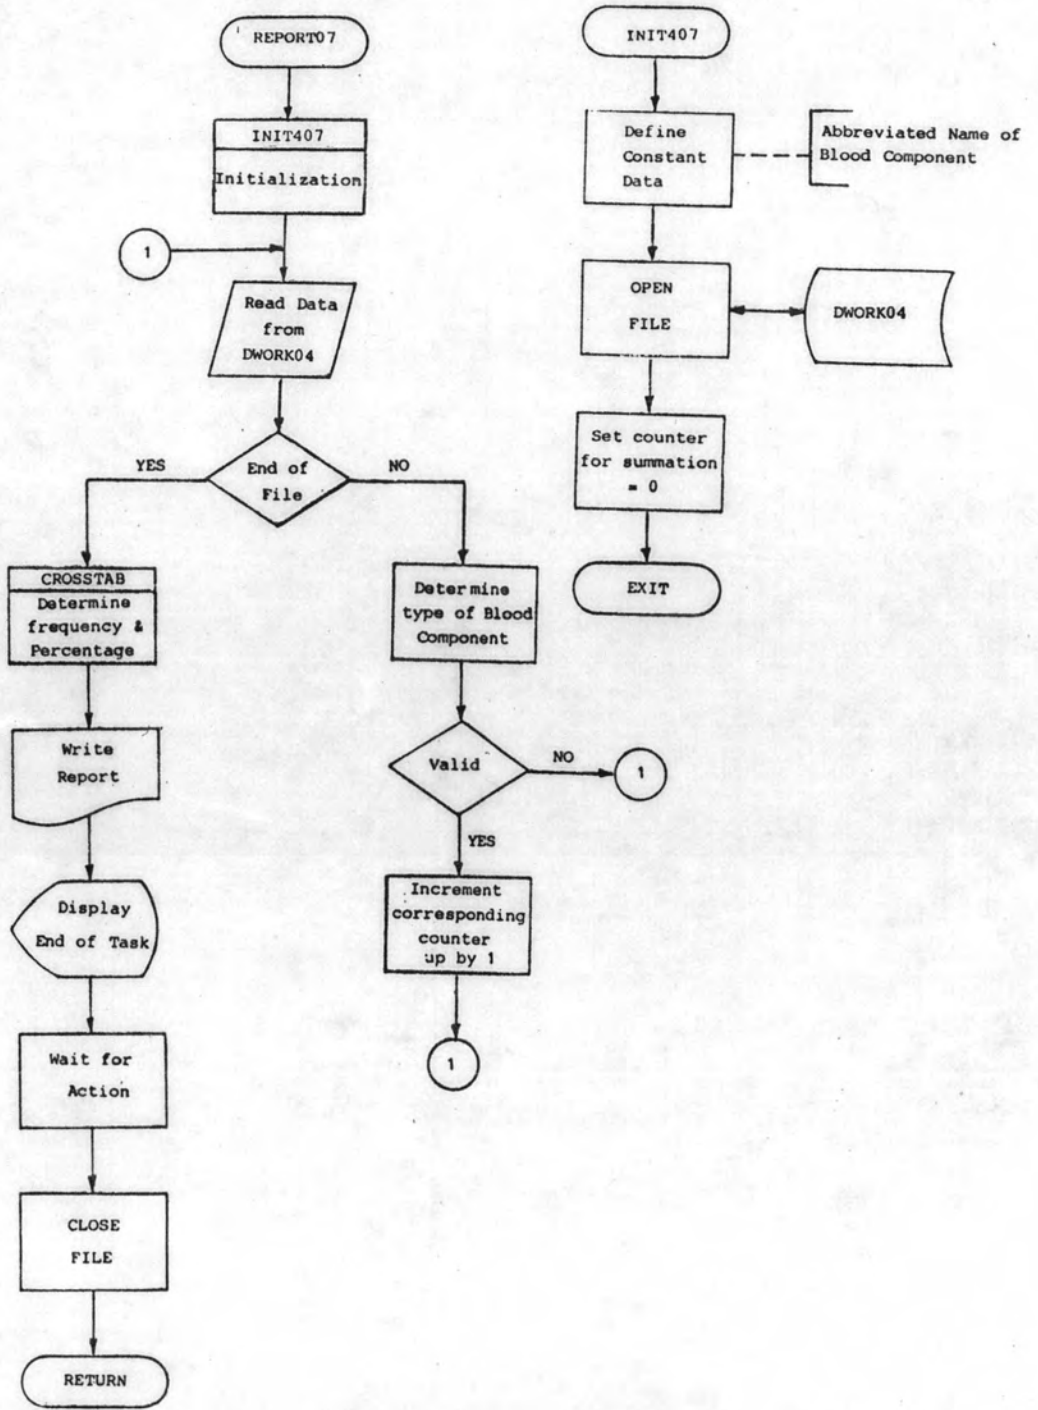 REPORT07
INIT407
Initialization
1
Read Data
from
DWORK04
End of
File
YES
NO
CROSSTAB
Determine
frequency &
Percentage
Write
Report
Display
End of Task
Wait for
Action
CLOSE
FILE
RETURN
Determine
type of Blood
Component
Valid
NO
1
YES
Increment
corresponding
counter
up by 1
1
INIT407
Define
Constant
Data
Abbreviated Name of
Blood Component
OPEN
FILE
DWORK04
Set counter
for summation
= 0
EXIT